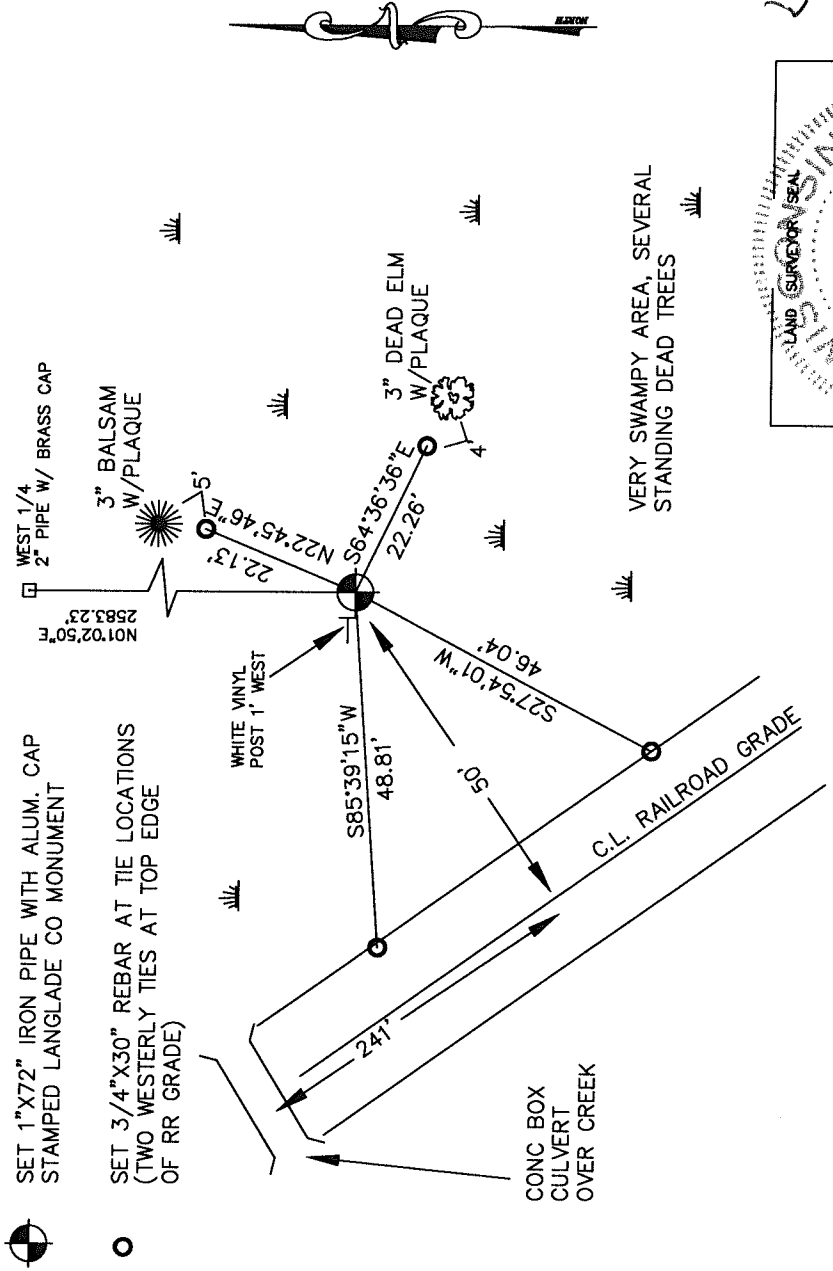 SET 1"X72" IRON PIPE WITH ALUM. CAP
STAMPED LANGLADE CO MONUMENT
SET 3/4"X30" REBAR AT TIE LOCATIONS
(TWO WESTERLY TIES AT TOP EDGE
OF RR GRADE)
WEST 1/4
2" PIPE W/ BRASS CAP
N01°02'50"E
2583.23'
3" BALSAM
W/PLAQUE
5'
N22°45'46"E
22.13'
S64°36'36"E
22.26'
3" DEAD ELM
W/PLAQUE
4'
WHITE VINYL
POST 1' WEST
S85°39'15"W
48.81'
S27°54'01"W
46.04'
50'
241'
C.L. RAILROAD GRADE
CONC BOX
CULVERT
OVER CREEK
VERY SWAMPY AREA, SEVERAL
STANDING DEAD TREES
NORTH
LAND SURVEYOR SEAL